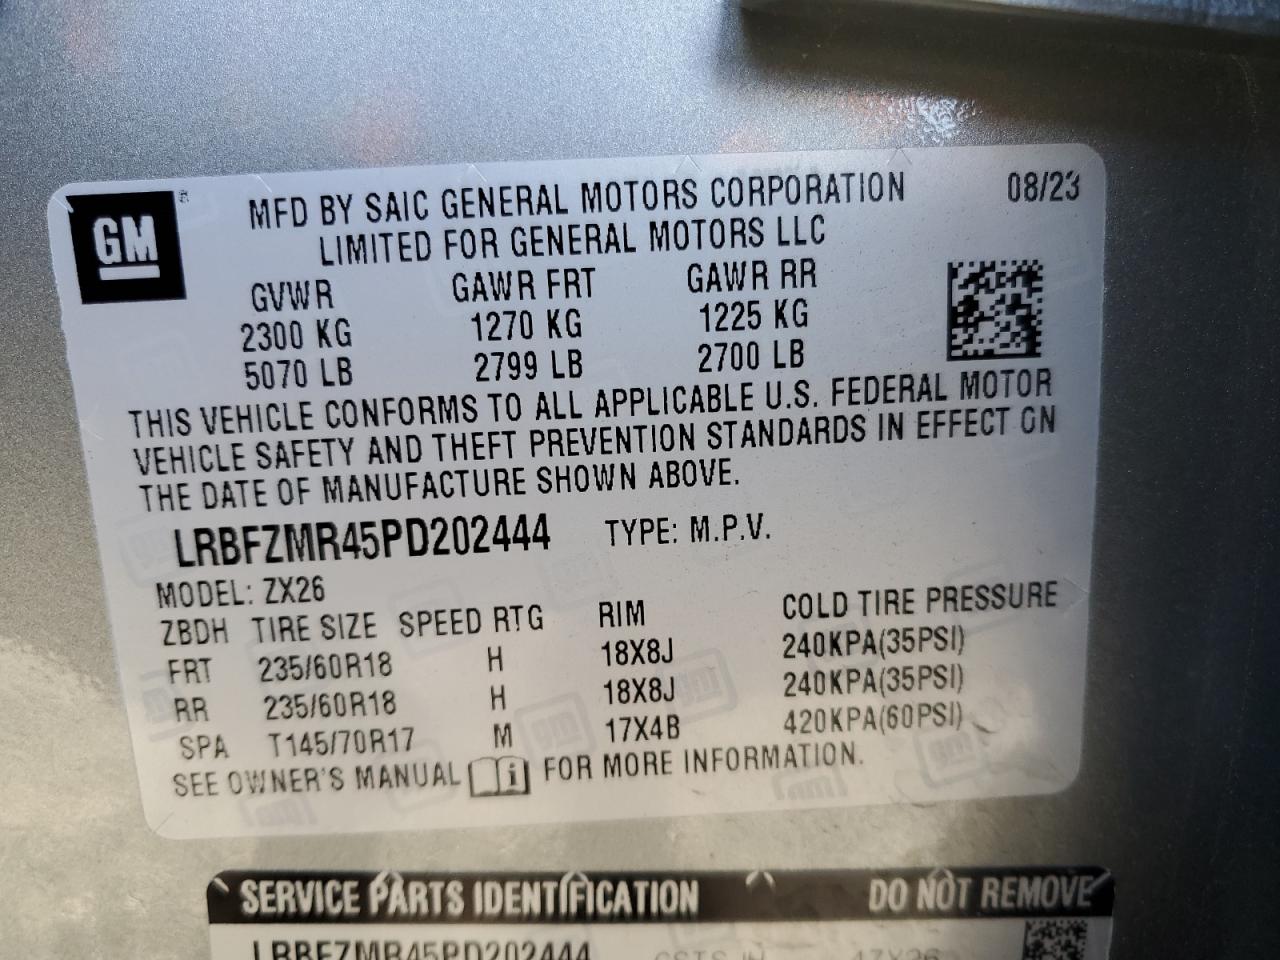 GM ®
MFD BY SAIC GENERAL MOTORS CORPORATION 08/23
LIMITED FOR GENERAL MOTORS LLC
GVWR GAWR FRT GAWR RR
2300 KG 1270 KG 1225 KG
5070 LB 2799 LB 2700 LB
THIS VEHICLE CONFORMS TO ALL APPLICABLE U.S. FEDERAL MOTOR
VEHICLE SAFETY AND THEFT PREVENTION STANDARDS IN EFFECT ON
THE DATE OF MANUFACTURE SHOWN ABOVE.
LRBFZMR45PD202444 TYPE: M.P.V.
MODEL: ZX26
ZBDH TIRE SIZE SPEED RTG RIM COLD TIRE PRESSURE
FRT 235/60R18 H 18X8J 240KPA(35PSI)
RR 235/60R18 H 18X8J 240KPA(35PSI)
SPA T145/70R17 M 17X4B 420KPA(60PSI)
SEE OWNER'S MANUAL i FOR MORE INFORMATION.
SERVICE PARTS IDENTIFICATION DO NOT REMOVE
LRBFZMR45PD202444 4ZX26